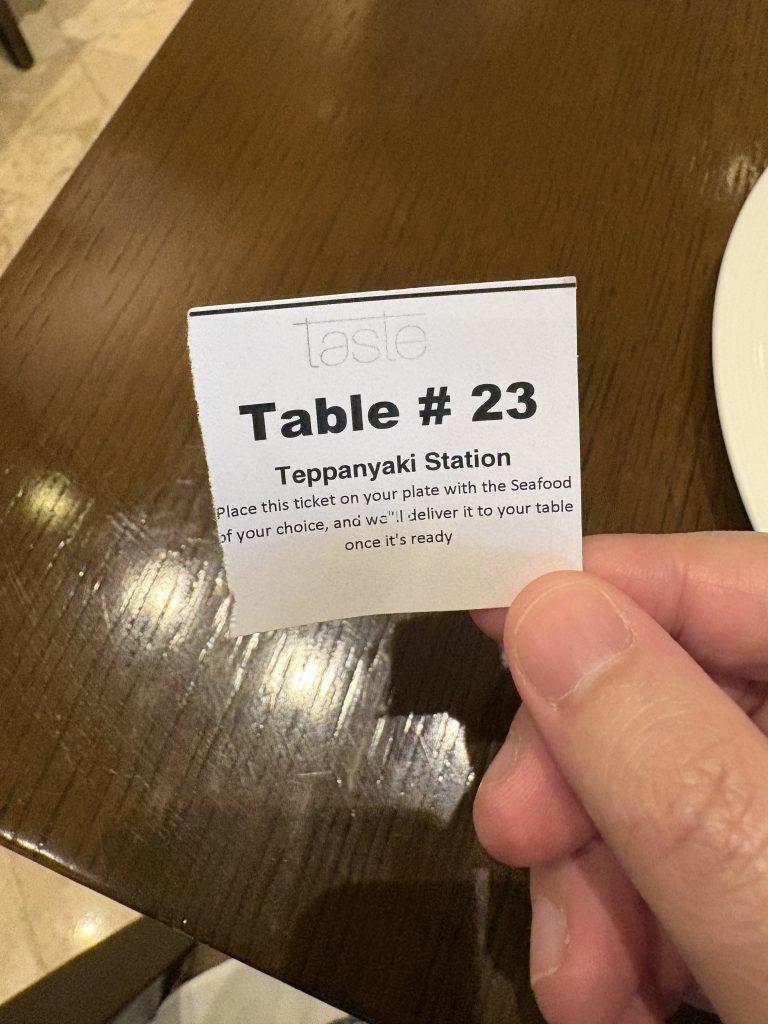 taste
Table # 23
Teppanyaki Station
Place this ticket on your plate with the Seafood
of your choice, and we"ll deliver it to your table
once it's ready